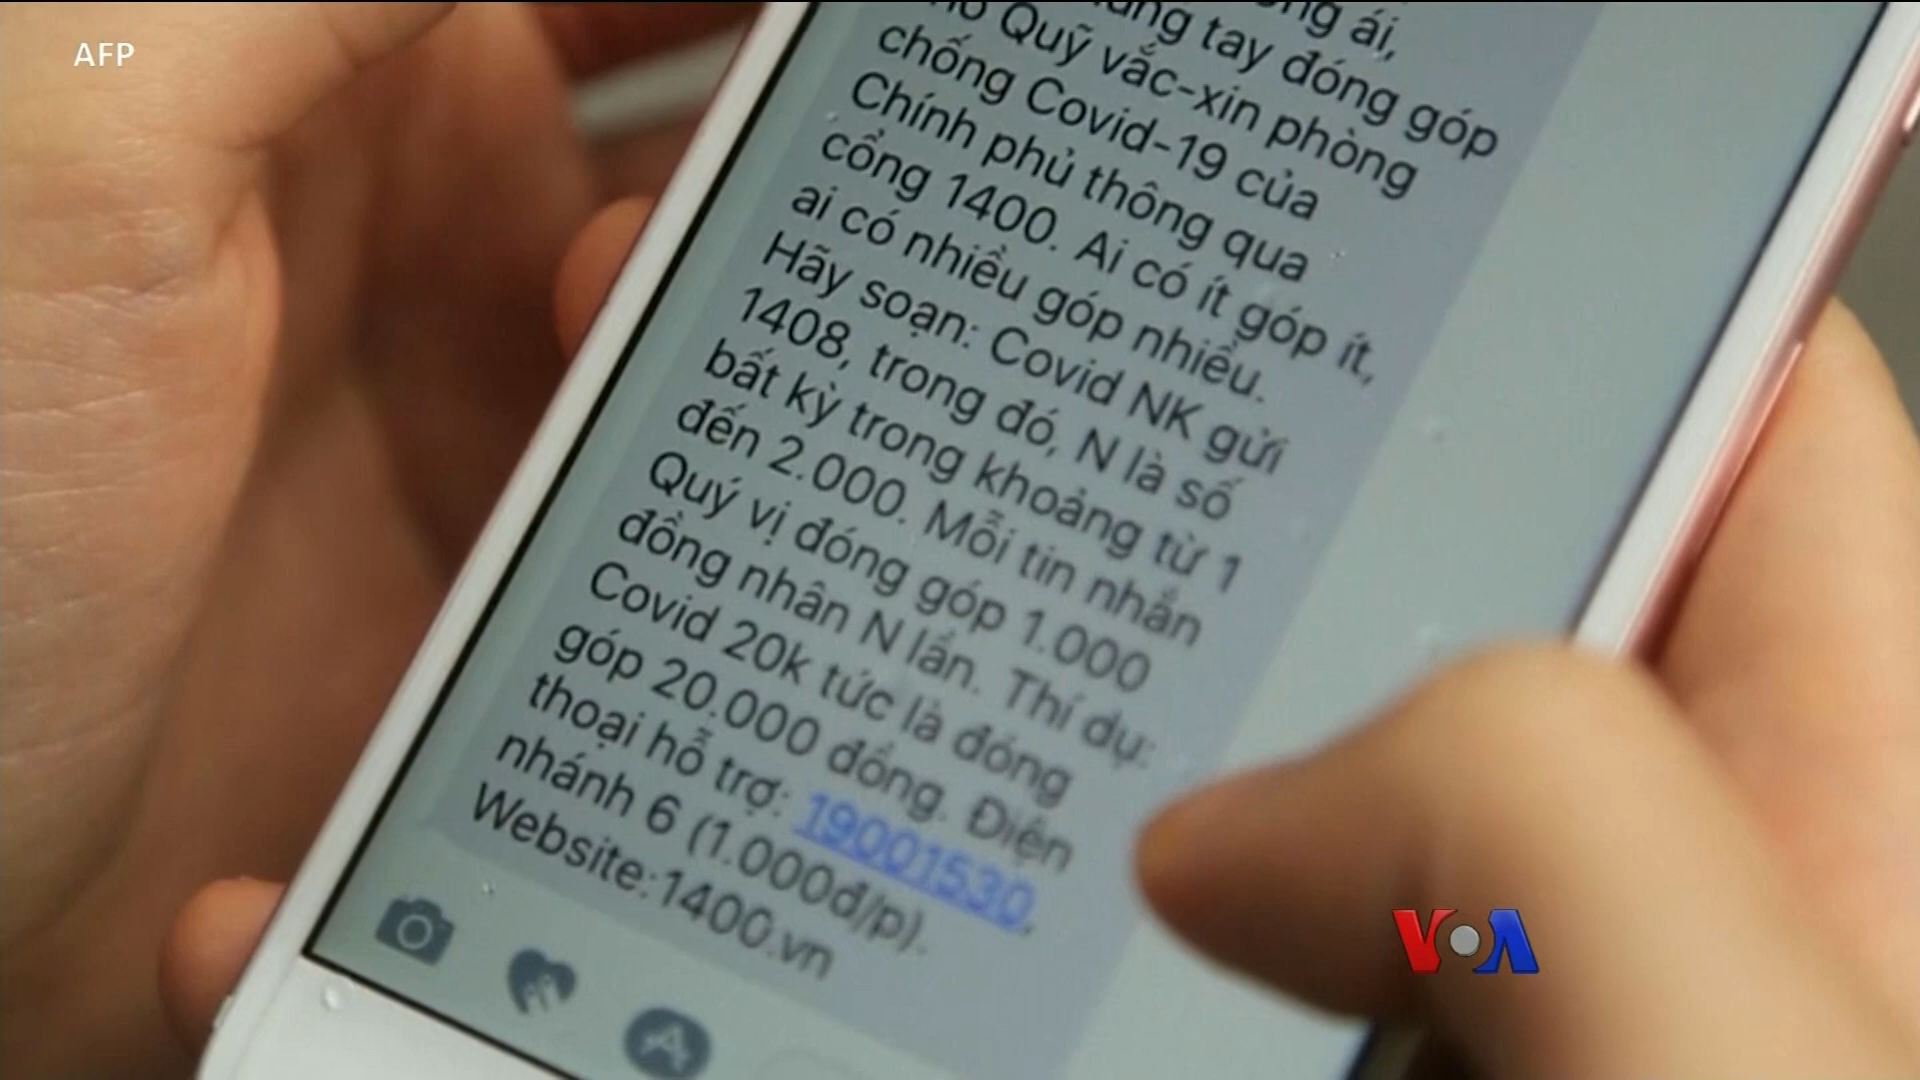 AFP
ái,
tay đóng góp
Quỹ vắc-xin phòng
chống Covid-19 của
Chính phủ thông qua
cổng 1400. Ai có ít góp ít,
ai có nhiều góp nhiều.
Hãy soạn: Covid NK gửi
1408, trong đó, N là số
bất kỳ trong khoảng từ 1
đến 2.000. Mỗi tin nhắn
Quý vị đóng góp 1.000
đồng nhân N lần. Thí dụ:
Covid 20k tức là đóng
góp 20.000 đồng. Điện
thoại hỗ trợ: 19001530,
nhánh 6 (1.000đ/p).
Website:1400.vn
VOA